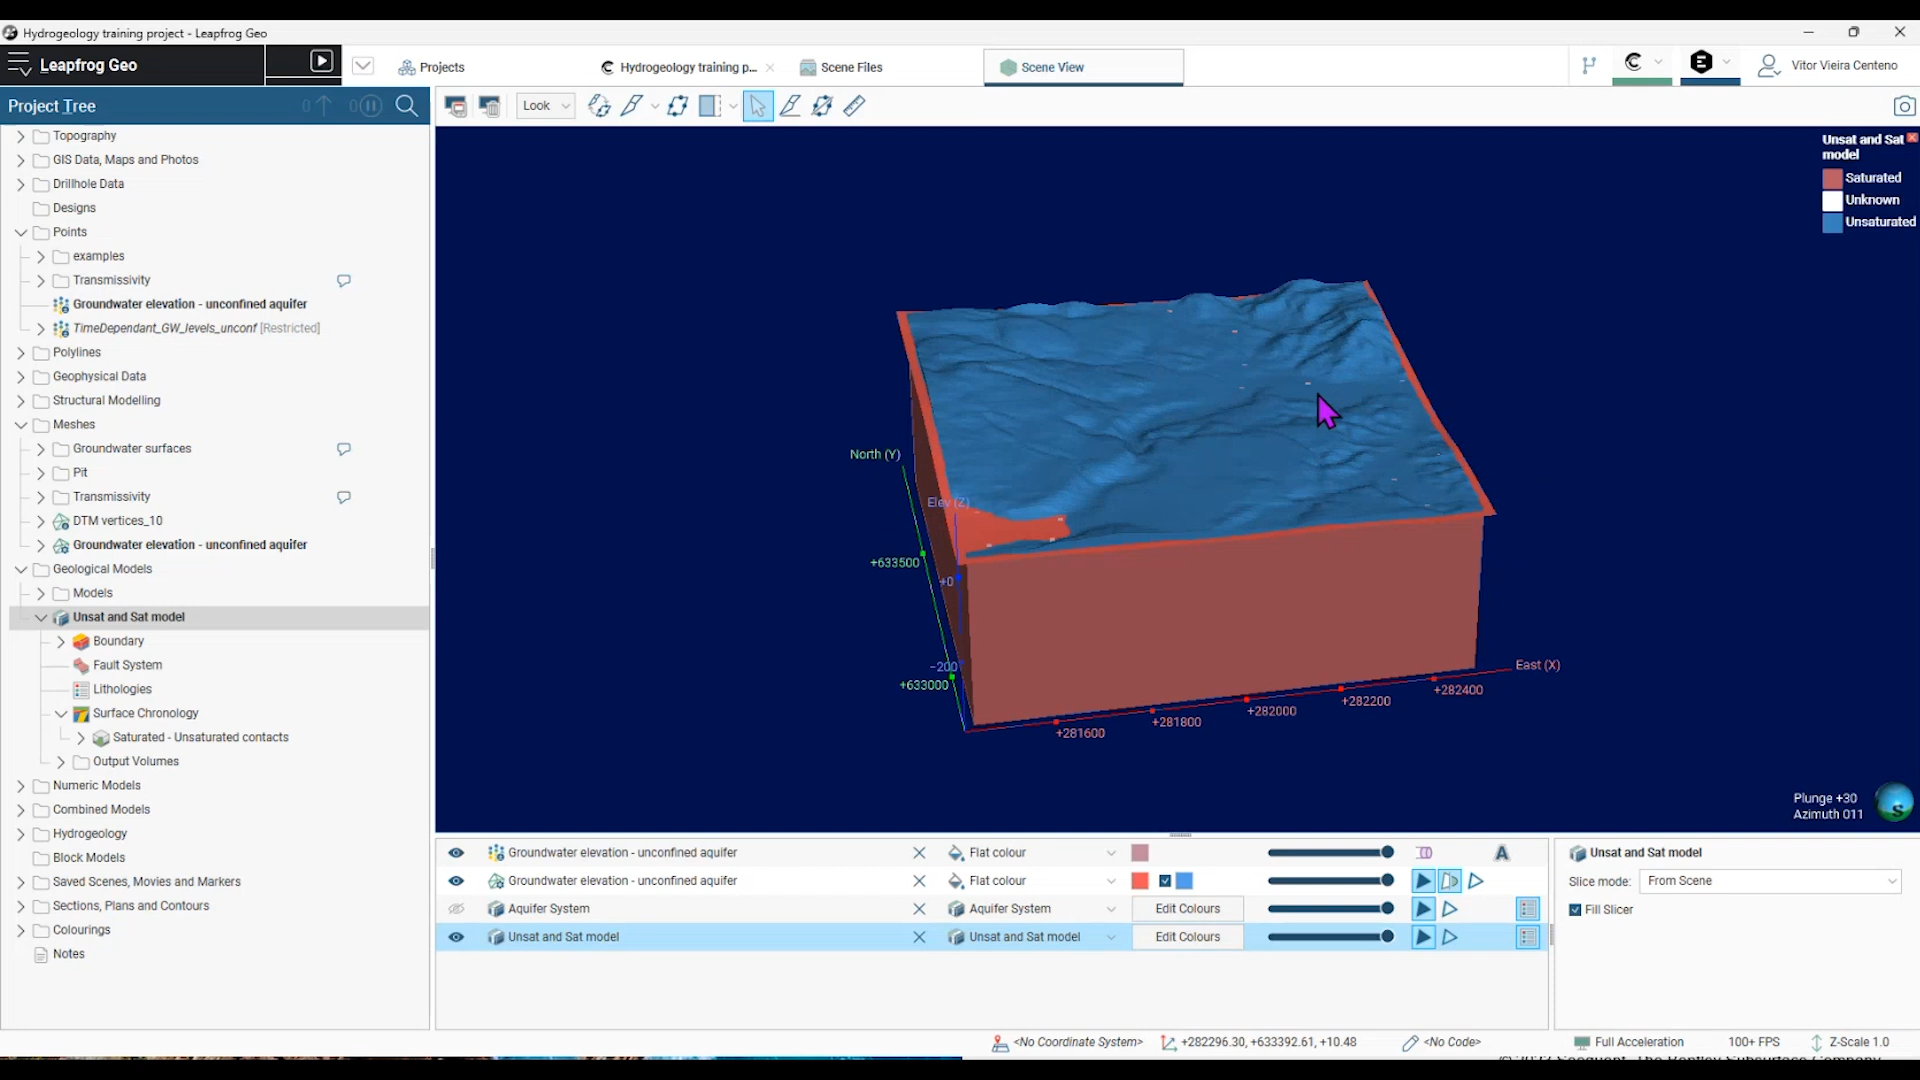 Hydrogeology training project - Leapfrog Geo
Leapfrog Geo
Projects
Hydrogeology training p...
Scene Files
Scene View
Vitor Vieira Centeno
Project Tree
0
0
Look
Topography
GIS Data, Maps and Photos
Drillhole Data
Designs
Points
examples
Transmissivity
Groundwater elevation - unconfined aquifer
TimeDependant_GW_levels_unconf [Restricted]
Polylines
Geophysical Data
Structural Modelling
Meshes
Groundwater surfaces
Pit
Transmissivity
DTM vertices_10
Groundwater elevation - unconfined aquifer
Geological Models
Models
Unsat and Sat model
Boundary
Fault System
Lithologies
Surface Chronology
Saturated - Unsaturated contacts
Output Volumes
Numeric Models
Combined Models
Hydrogeology
Block Models
Saved Scenes, Movies and Markers
Sections, Plans and Contours
Colourings
Notes
Unsat and Sat
model
Saturated
Unknown
Unsaturated
North (Y)
Elev (Z)
+633500
+0
-200
+633000
East (X)
+282400
+282200
+282000
+281800
+281600
Plunge +30
Azimuth 011
S
Groundwater elevation - unconfined aquifer Flat colour A
Groundwater elevation - unconfined aquifer Flat colour
Aquifer System Aquifer System Edit Colours
Unsat and Sat model Unsat and Sat model Edit Colours
Unsat and Sat model
Slice mode: From Scene
Fill Slicer
<No Coordinate System> +282296.30, +633392.61, +10.48 <No Code> Full Acceleration 100+ FPS Z-Scale 1.0